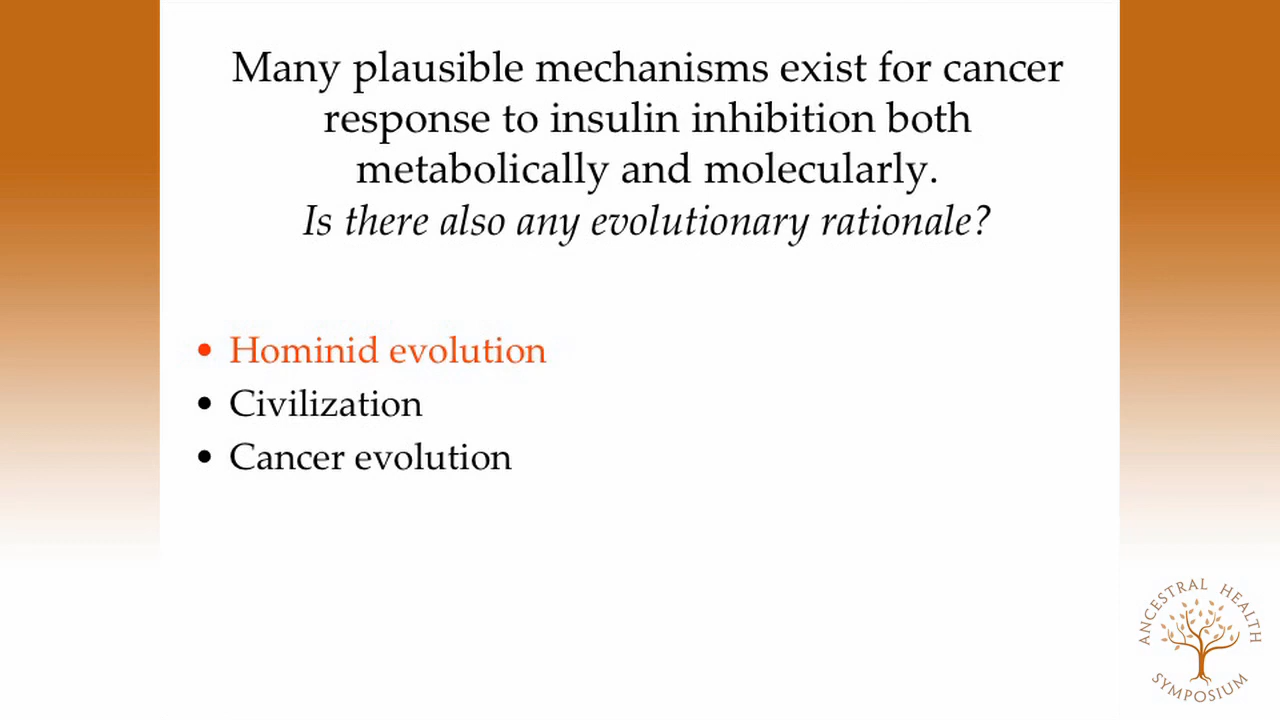 Many plausible mechanisms exist for cancer
response to insulin inhibition both
metabolically and molecularly.
Is there also any evolutionary rationale?
• Hominid evolution
• Civilization
• Cancer evolution
ANCESTRAL HEALTH
SYMPOSIUM